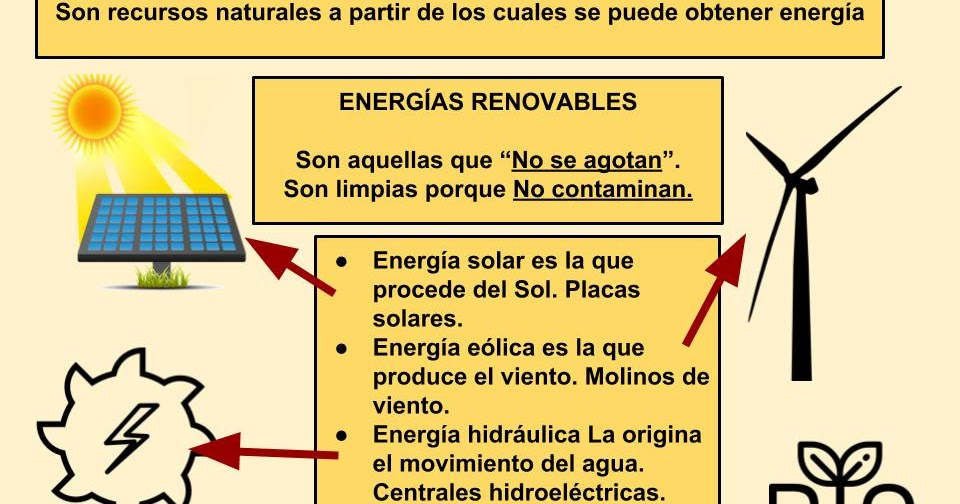 Son recursos naturales a partir de los cuales se puede obtener energía
ENERGÍAS RENOVABLES
Son aquellas que “No se agotan”.
Son limpias porque No contaminan.
● Energía solar es la que
procede del Sol. Placas
solares.
● Energía eólica es la que
produce el viento. Molinos de
viento.
● Energía hidráulica La origina
el movimiento del agua.
Centrales hidroeléctricas.